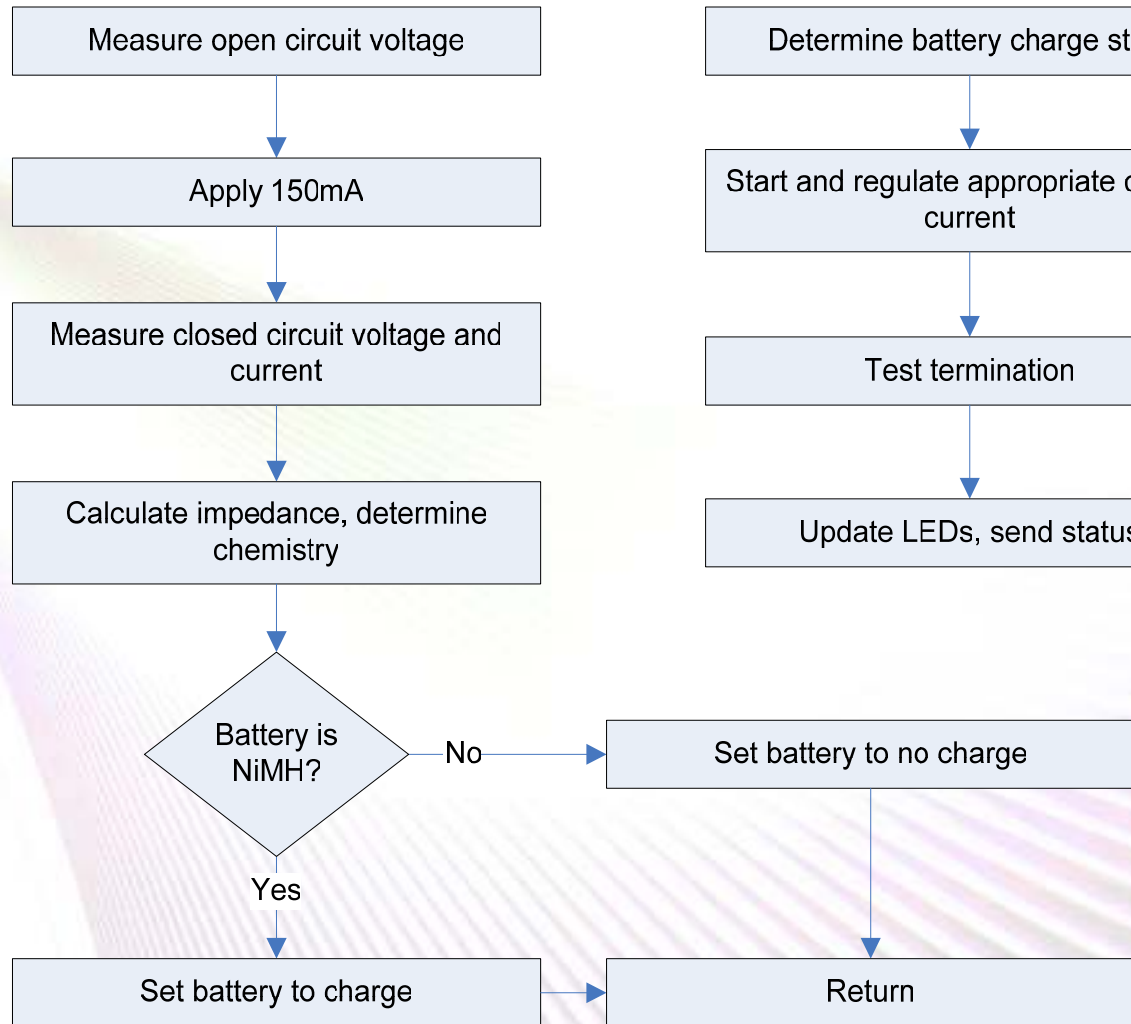 Measure open circuit voltage
Apply 150mA
Measure closed circuit voltage and
current
Calculate impedance, determine
chemistry
Battery is
NiMH?
No
Yes
Set battery to charge
Set battery to no charge
Return
Determine battery charge
Start and regulate appropriate
current
Test termination
Update LEDs, send status